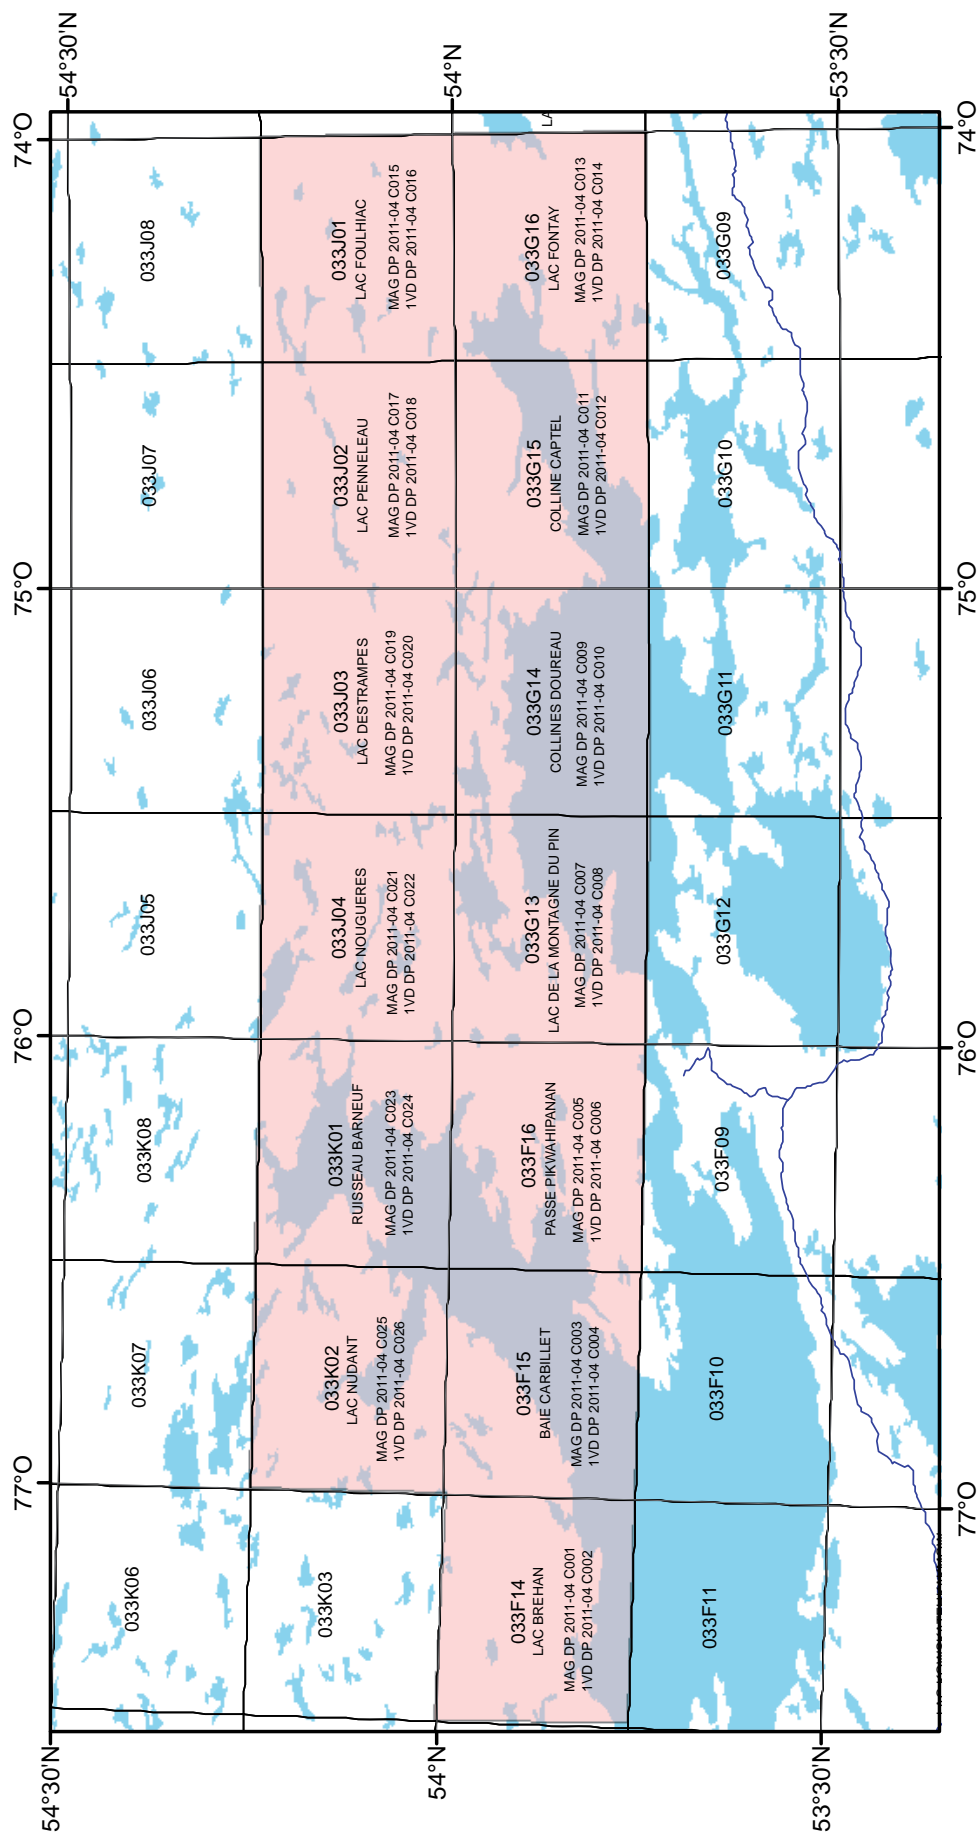 77°O
76°O
75°O
74°O
54°30'N
54°30'N
033K06
033K07
033K08
033J05
033J06
033J07
033J08
033K03
033K02
LAC NUDANT
MAG DP 2011-04 C025
1VD DP 2011-04 C026
033K01
RUISSEAU BARNEUF
MAG DP 2011-04 C023
1VD DP 2011-04 C024
033J04
LAC NOUGUERES
MAG DP 2011-04 C021
1VD DP 2011-04 C022
033J03
LAC DESTRAMPES
MAG DP 2011-04 C019
1VD DP 2011-04 C020
033J02
LAC PENNELEAU
MAG DP 2011-04 C017
1VD DP 2011-04 C018
033J01
LAC FOULHIAC
MAG DP 2011-04 C015
1VD DP 2011-04 C016
54°N
54°N
033F14
LAC BREHAN
MAG DP 2011-04 C001
1VD DP 2011-04 C002
033F15
BAIE CARBILLET
MAG DP 2011-04 C003
1VD DP 2011-04 C004
033F16
PASSE PIKWAHIPANAN
MAG DP 2011-04 C005
1VD DP 2011-04 C006
033G13
LAC DE LA MONTAGNE DU PIN
MAG DP 2011-04 C007
1VD DP 2011-04 C008
033G14
COLLINES DOUREAU
MAG DP 2011-04 C009
1VD DP 2011-04 C010
033G15
COLLINE CAPTEL
MAG DP 2011-04 C011
1VD DP 2011-04 C012
033G16
LAC FONTAY
MAG DP 2011-04 C013
1VD DP 2011-04 C014
LA
033F11
033F10
033F09
033G12
033G11
033G10
033G09
53°30'N
53°30'N
77°O
76°O
75°O
74°O